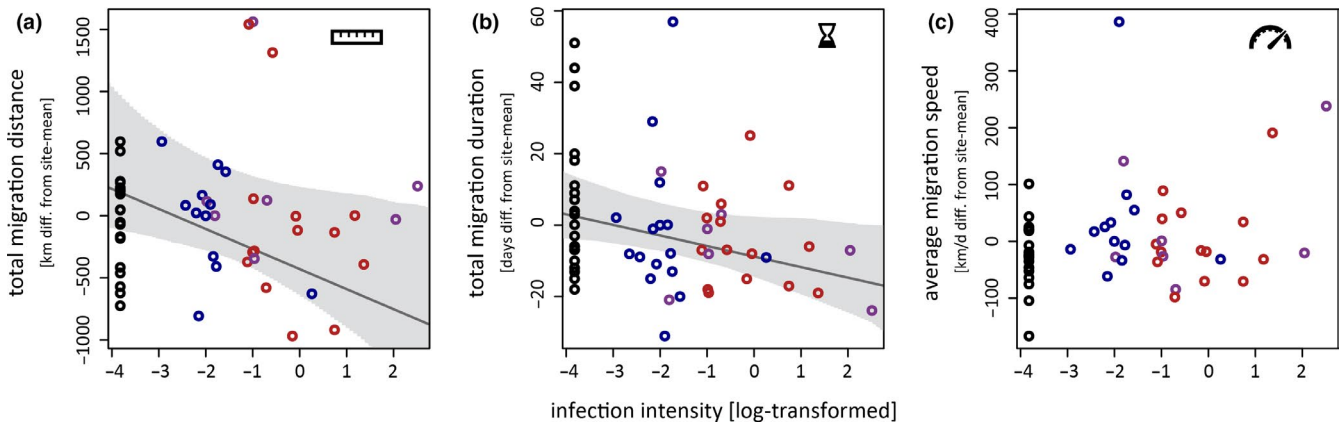 (a)
total migration distance
[km diff. from site-mean]
1500
1000
500
0
−500
−1000
−4 −3 −2 −1 0 1 2
(b)
total migration duration
[days diff. from site-mean]
60
40
20
0
−20
−4 −3 −2 −1 0 1 2
(c)
average migration speed
[km/d diff. from site-mean]
400
300
200
100
0
−100
−4 −3 −2 −1 0 1 2
infection intensity [log-transformed]